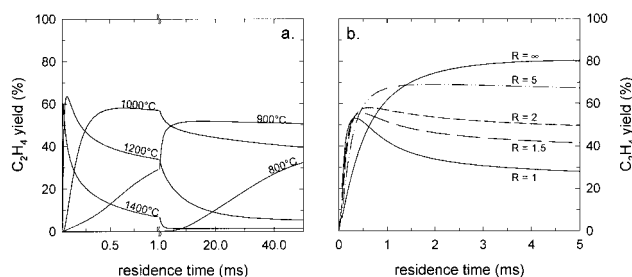 100
80
60
40
20
0
C₂H₄ yield (%)
a.
1000°C
900°C
1200°C
800°C
1400°C
0.5 1.0 20.0 40.0
residence time (ms)
b.
R = ∞
R = 5
R = 2
R = 1.5
R = 1
0 1 2 3 4 5
residence time (ms)
100
80
60
40
20
0
C₂H₄ yield (%)